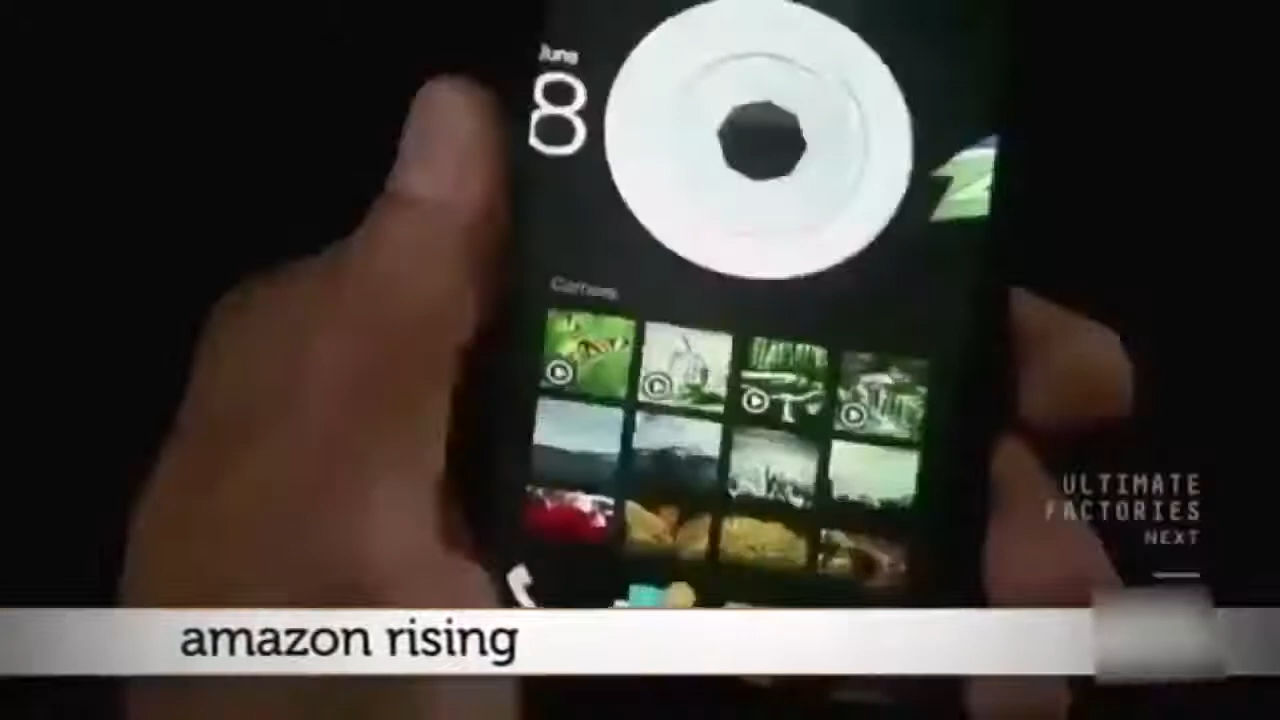 June
8
Camera
ULTIMATE
FACTORIES
NEXT
amazon rising